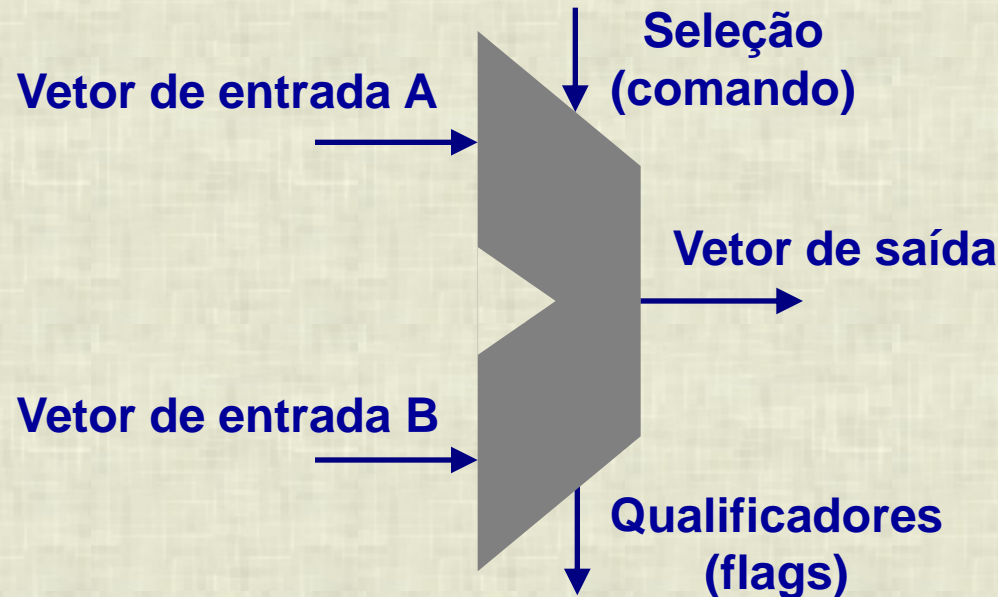 Seleção
(comando)
Vetor de entrada A
Vetor de saída
Vetor de entrada B
Qualificadores
(flags)